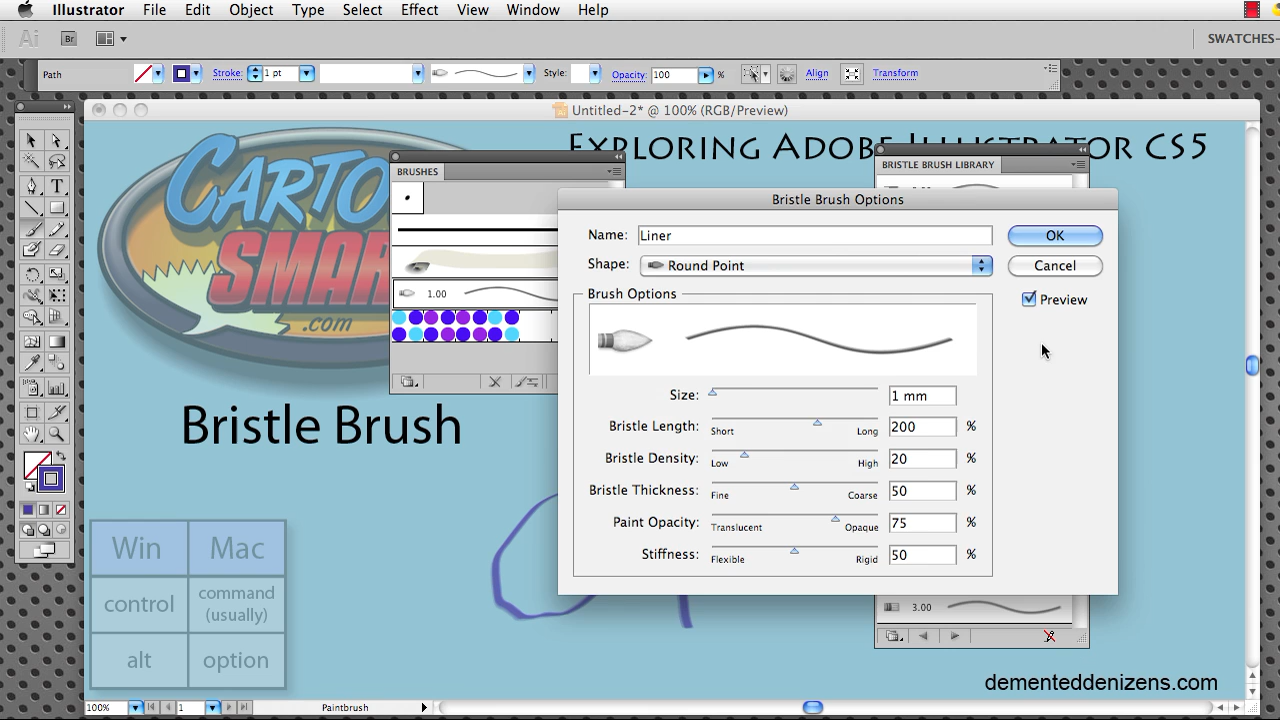 Illustrator File Edit Object Type Select Effect View Window Help
Ai Br SWATCHES-
Path Stroke: 1 pt Style: Opacity: 100 % Align Transform
Untitled-2* @ 100% (RGB/Preview)
Exploring Adobe Illustrator CS5
BRUSHES
1.00
BRISTLE BRUSH LIBRARY
3.00
Bristle Brush Options
Name: Liner
OK
Shape: Round Point
Cancel
Brush Options
Preview
Size: 1 mm
Bristle Length: 200 %
Short Long
Bristle Density: 20 %
Low High
Bristle Thickness: 50 %
Fine Coarse
Paint Opacity: 75 %
Translucent Opaque
Stiffness: 50 %
Flexible Rigid
Bristle Brush
Win Mac
control command
(usually)
alt option
dementeddenizens.com
100% 1 Paintbrush
.com